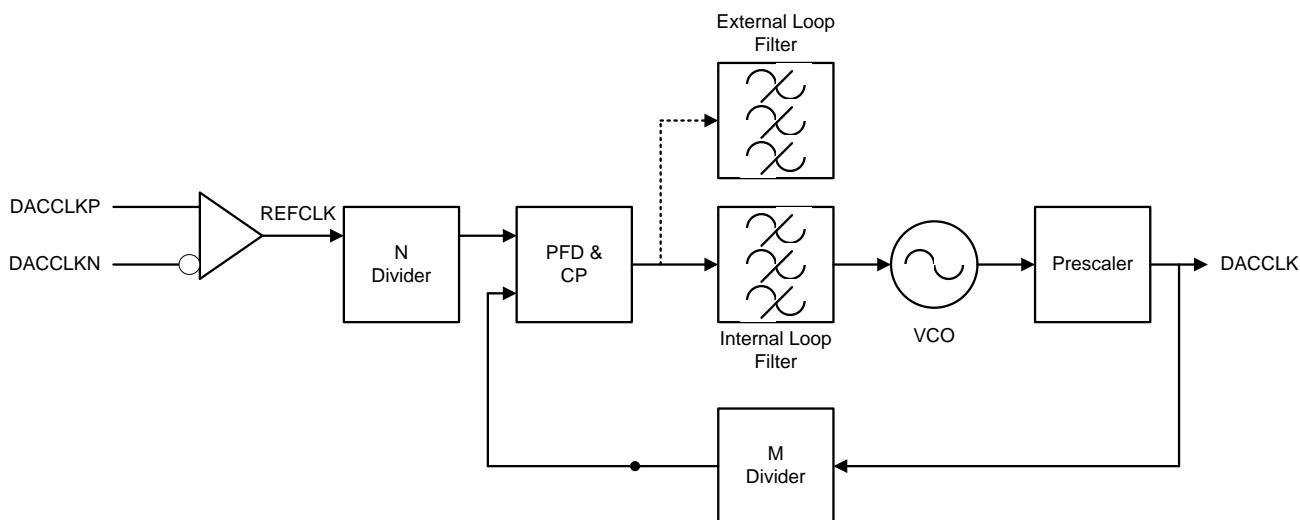 External Loop
Filter
DACCLKP
REFCLK
DACCLKN
N
Divider
PFD &
CP
Internal Loop
Filter
VCO
Prescaler
DACCLK
M
Divider